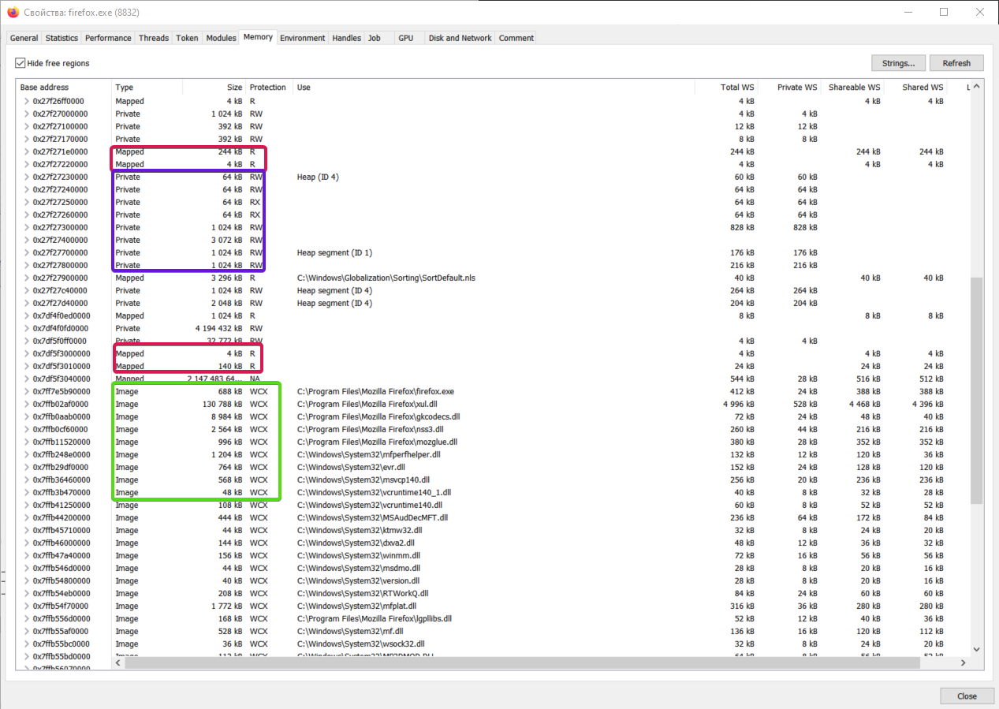 Свойства: firefox.exe (8832)
General Statistics Performance Threads Token Modules Memory Environment Handles Job GPU Disk and Network Comment
Hide free regions Strings... Refresh
Base address Type Size Protection Use Total WS Private WS Shareable WS Shared WS L
0x27f26ff0000 Mapped 4 kB R 4 kB 4 kB 4 kB
0x27f27000000 Private 1 024 kB RW 4 kB 4 kB
0x27f27100000 Private 392 kB RW 12 kB 12 kB
0x27f27170000 Private 392 kB RW 8 kB 8 kB
0x27f271e0000 Mapped 244 kB R 244 kB 244 kB 244 kB
0x27f27220000 Mapped 4 kB R 4 kB 4 kB 4 kB
0x27f27230000 Private 64 kB RW Heap (ID 4) 60 kB 60 kB
0x27f27240000 Private 64 kB RW 64 kB 64 kB
0x27f27250000 Private 64 kB RX 64 kB 64 kB
0x27f27260000 Private 64 kB RX 64 kB 64 kB
0x27f27300000 Private 1 024 kB RW 828 kB 828 kB
0x27f27400000 Private 3 072 kB RW
0x27f27700000 Private 1 024 kB RW Heap segment (ID 1) 176 kB 176 kB
0x27f27800000 Private 1 024 kB RW 216 kB 216 kB
0x27f27900000 Mapped 3 296 kB R C:\Windows\Globalization\Sorting\SortDefault.nls 40 kB 40 kB 40 kB
0x27f27c40000 Private 1 024 kB RW Heap segment (ID 4) 264 kB 264 kB
0x27f27d40000 Private 2 048 kB RW Heap segment (ID 4) 204 kB 204 kB
0x7df4f0ed0000 Mapped 1 024 kB R 8 kB 8 kB 8 kB
0x7df4f0fd0000 Private 4 194 432 kB RW
0x7df5f0ff0000 Private 32 772 kB RW 4 kB 4 kB
0x7df5f3000000 Mapped 4 kB R 4 kB 4 kB 4 kB
0x7df5f3010000 Mapped 140 kB R 24 kB 24 kB 24 kB
0x7df5f3040000 Mapped 2 147 483 64... NA 544 kB 28 kB 516 kB 512 kB
0x7ff7e5b90000 Image 688 kB WCX C:\Program Files\Mozilla Firefox\firefox.exe 412 kB 24 kB 388 kB 388 kB
0x7ffb02af0000 Image 130 788 kB WCX C:\Program Files\Mozilla Firefox\xul.dll 4 996 kB 528 kB 4 468 kB 4 396 kB
0x7ffb0aab0000 Image 8 984 kB WCX C:\Program Files\Mozilla Firefox\gkcodecs.dll 72 kB 24 kB 48 kB 40 kB
0x7ffb0cf60000 Image 2 564 kB WCX C:\Program Files\Mozilla Firefox\nss3.dll 260 kB 44 kB 216 kB 216 kB
0x7ffb11520000 Image 996 kB WCX C:\Program Files\Mozilla Firefox\mozglue.dll 380 kB 28 kB 352 kB 352 kB
0x7ffb248e0000 Image 1 204 kB WCX C:\Windows\System32\mfperfhelper.dll 132 kB 12 kB 120 kB 36 kB
0x7ffb29df0000 Image 764 kB WCX C:\Windows\System32\evr.dll 152 kB 24 kB 128 kB 120 kB
0x7ffb36460000 Image 568 kB WCX C:\Windows\System32\msvcp140.dll 256 kB 20 kB 236 kB 236 kB
0x7ffb3b470000 Image 48 kB WCX C:\Windows\System32\vcruntime140_1.dll 40 kB 8 kB 32 kB 28 kB
0x7ffb41250000 Image 108 kB WCX C:\Windows\System32\vcruntime140.dll 60 kB 8 kB 52 kB 52 kB
0x7ffb44200000 Image 444 kB WCX C:\Windows\System32\MSAudDecMFT.dll 236 kB 64 kB 172 kB 84 kB
0x7ffb45710000 Image 44 kB WCX C:\Windows\System32\ktmw32.dll 32 kB 8 kB 24 kB 20 kB
0x7ffb46000000 Image 144 kB WCX C:\Windows\System32\dxva2.dll 48 kB 12 kB 36 kB 32 kB
0x7ffb47a40000 Image 156 kB WCX C:\Windows\System32\winmm.dll 72 kB 16 kB 56 kB 56 kB
0x7ffb546d0000 Image 44 kB WCX C:\Windows\System32\msdmo.dll 28 kB 8 kB 20 kB 16 kB
0x7ffb54800000 Image 40 kB WCX C:\Windows\System32\version.dll 28 kB 8 kB 20 kB 16 kB
0x7ffb54eb0000 Image 208 kB WCX C:\Windows\System32\RTWorkQ.dll 84 kB 24 kB 60 kB 60 kB
0x7ffb54f70000 Image 1 772 kB WCX C:\Windows\System32\mfplat.dll 316 kB 36 kB 280 kB 280 kB
0x7ffb556d0000 Image 168 kB WCX C:\Program Files\Mozilla Firefox\lgpllibs.dll 52 kB 12 kB 40 kB 36 kB
0x7ffb55af0000 Image 528 kB WCX C:\Windows\System32\mf.dll 136 kB 16 kB 120 kB 112 kB
0x7ffb55bc0000 Image 36 kB WCX C:\Windows\System32\wsock32.dll 32 kB 8 kB 24 kB 20 kB
0x7ffb55bd0000 Image 112 kB WCX C:\Windows\System32\MP3DMOD.DLL 64 kB 8 kB 56 kB 52 kB
0x7ffb56070000
Close